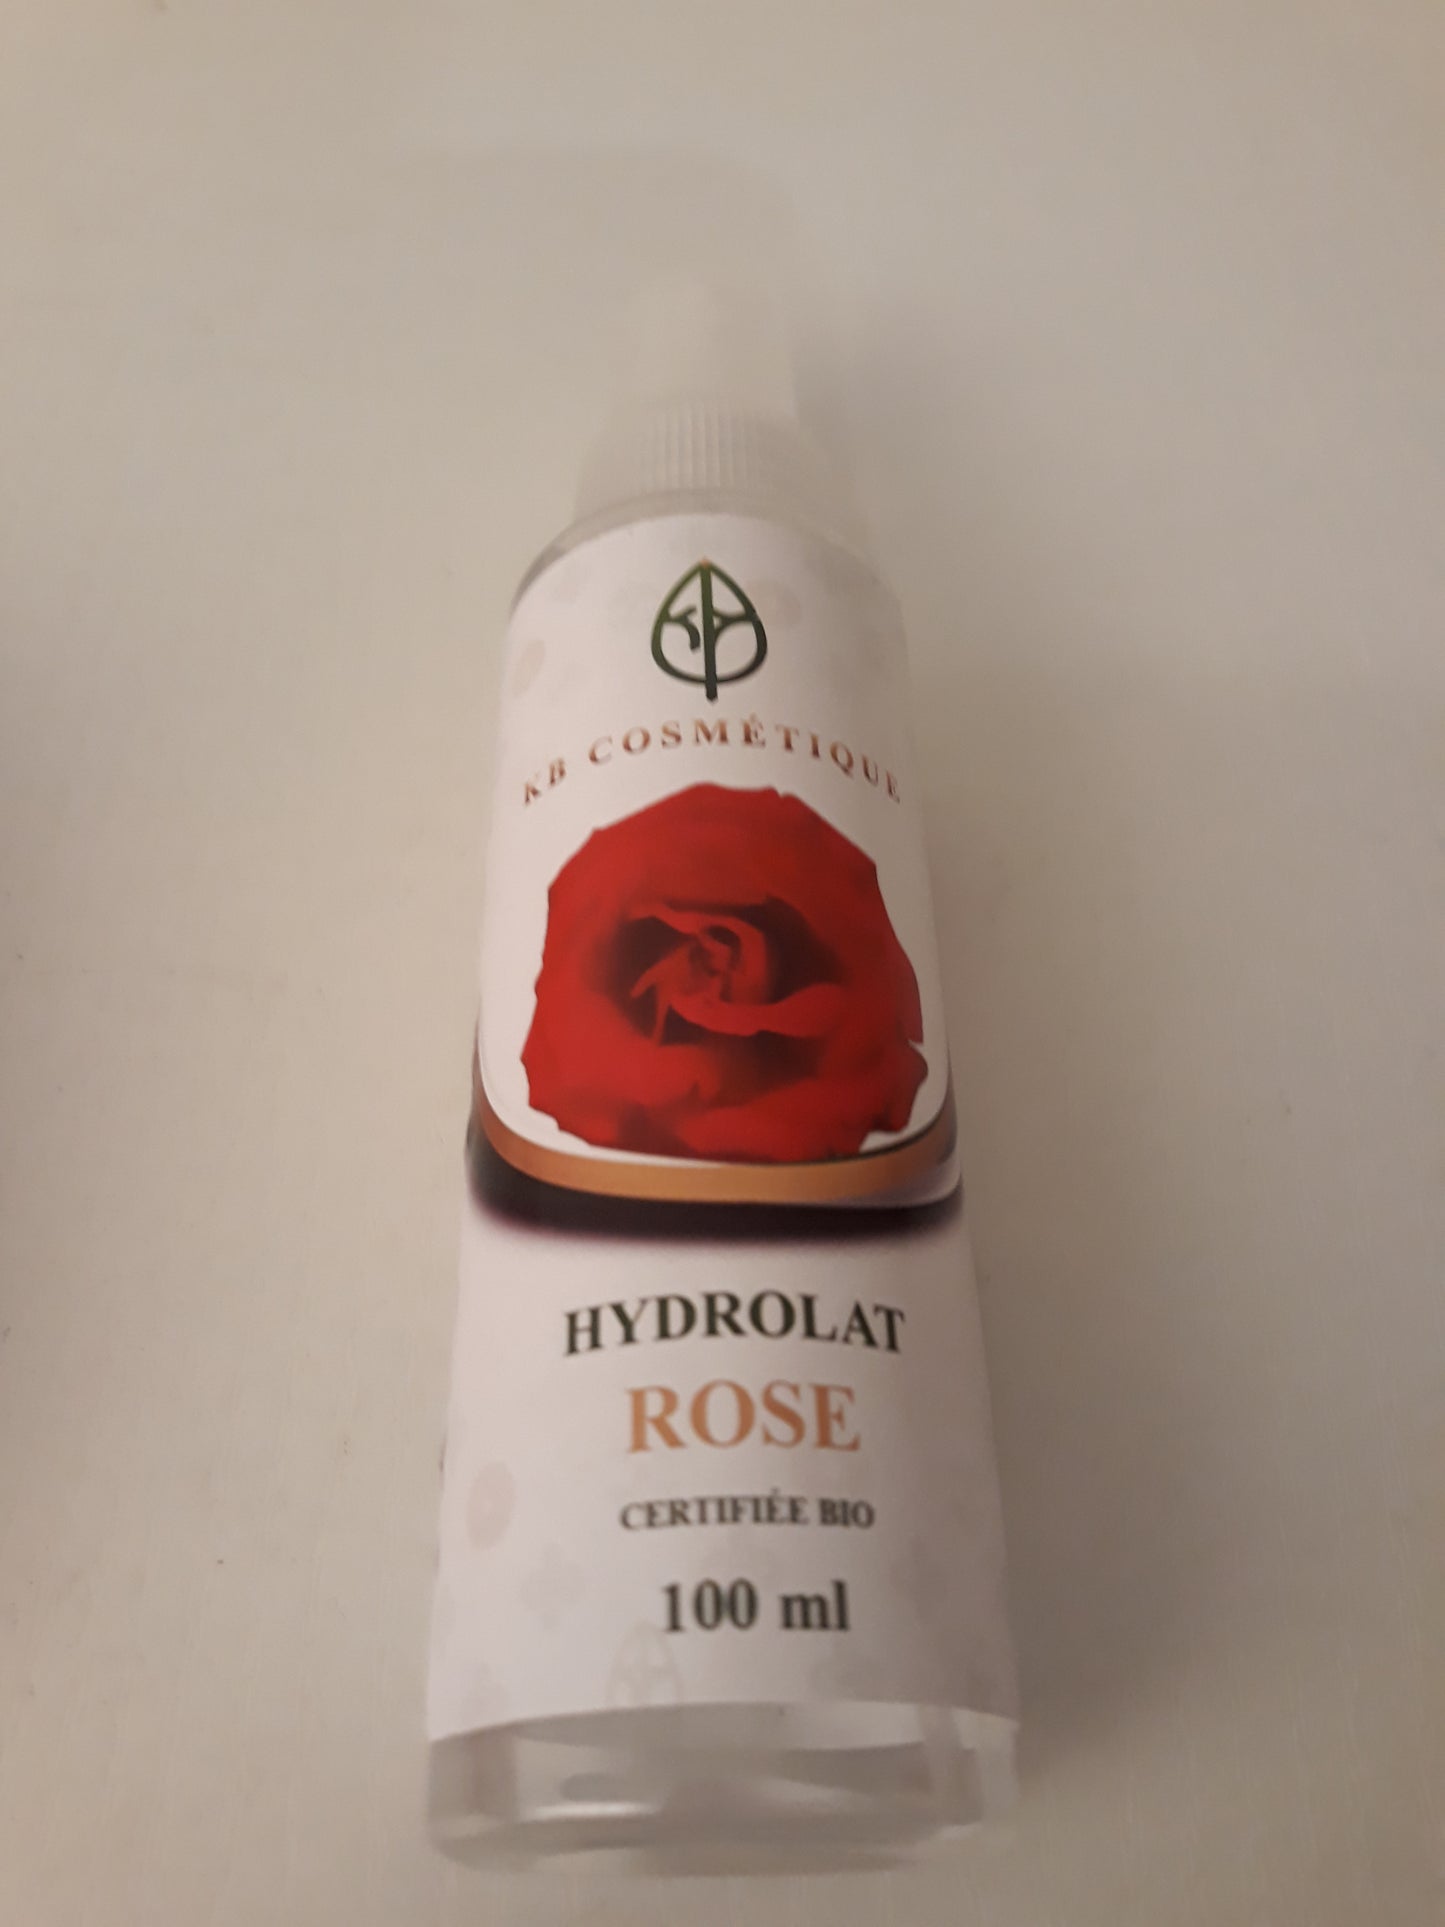 KB COSMÉTIQUE
HYDROLAT
ROSE
CERTIFIÉE BIO
100 ml